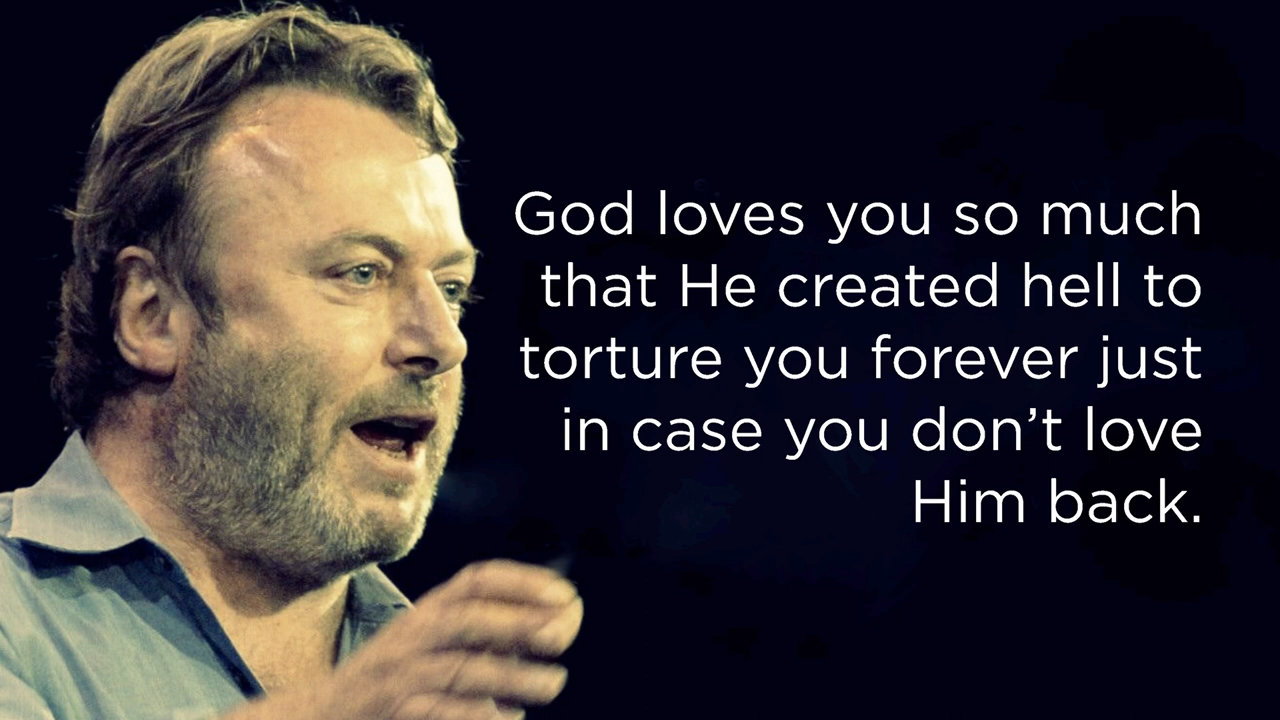 God loves you so much
that He created hell to
torture you forever just
in case you don’t love
Him back.